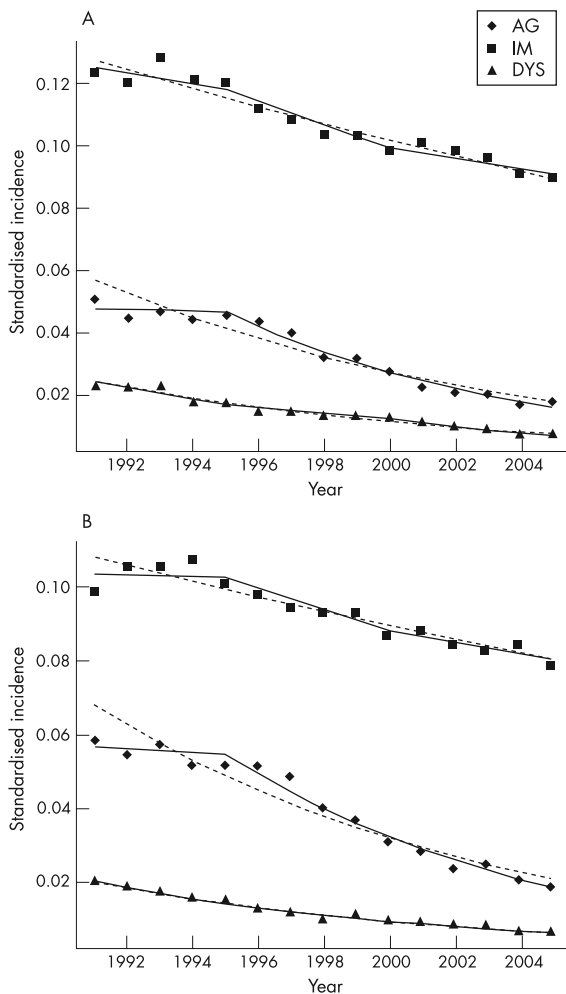 A
AG
IM
DYS
0.12
0.10
0.08
0.06
0.04
0.02
Standardised incidence
1992 1994 1996 1998 2000 2002 2004
Year
B
0.10
0.08
0.06
0.04
0.02
Standardised incidence
1992 1994 1996 1998 2000 2002 2004
Year